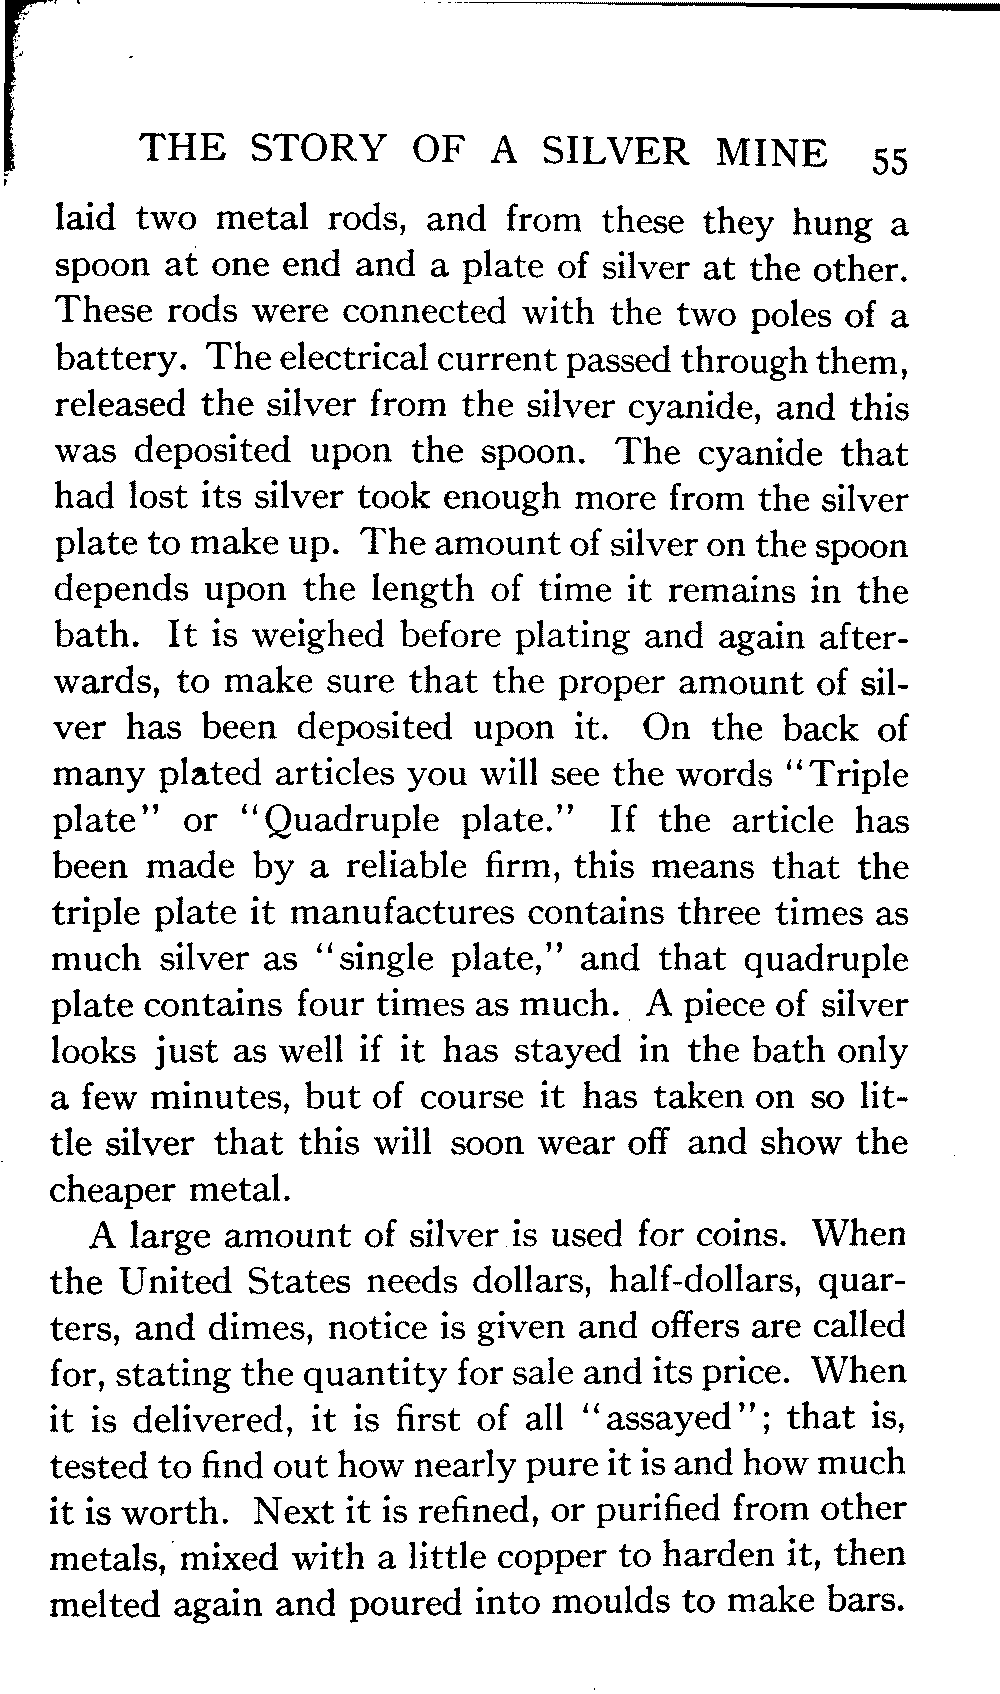 THE STORY OF A SILVER MINE 55
laid two metal rods, and from these they hung a
spoon at one end and a plate of silver at the other.
These rods were connected with the two poles of a
battery. The electrical current passed through them,
released the silver from the silver cyanide, and this
was deposited upon the spoon. The cyanide that
had lost its silver took enough more from the silver
plate to make up. The amount of silver on the spoon
depends upon the length of time it remains in the
bath. It is weighed before plating and again after-
wards, to make sure that the proper amount of sil-
ver has been deposited upon it. On the back of
many plated articles you will see the words “Triple
plate” or “Quadruple plate.” If the article has
been made by a reliable firm, this means that the
triple plate it manufactures contains three times as
much silver as “single plate,” and that quadruple
plate contains four times as much. A piece of silver
looks just as well if it has stayed in the bath only
a few minutes, but of course it has taken on so lit-
tle silver that this will soon wear off and show the
cheaper metal.
A large amount of silver is used for coins. When
the United States needs dollars, half-dollars, quar-
ters, and dimes, notice is given and offers are called
for, stating the quantity for sale and its price. When
it is delivered, it is first of all “assayed”; that is,
tested to find out how nearly pure it is and how much
it is worth. Next it is refined, or purified from other
metals, mixed with a little copper to harden it, then
melted again and poured into moulds to make bars.